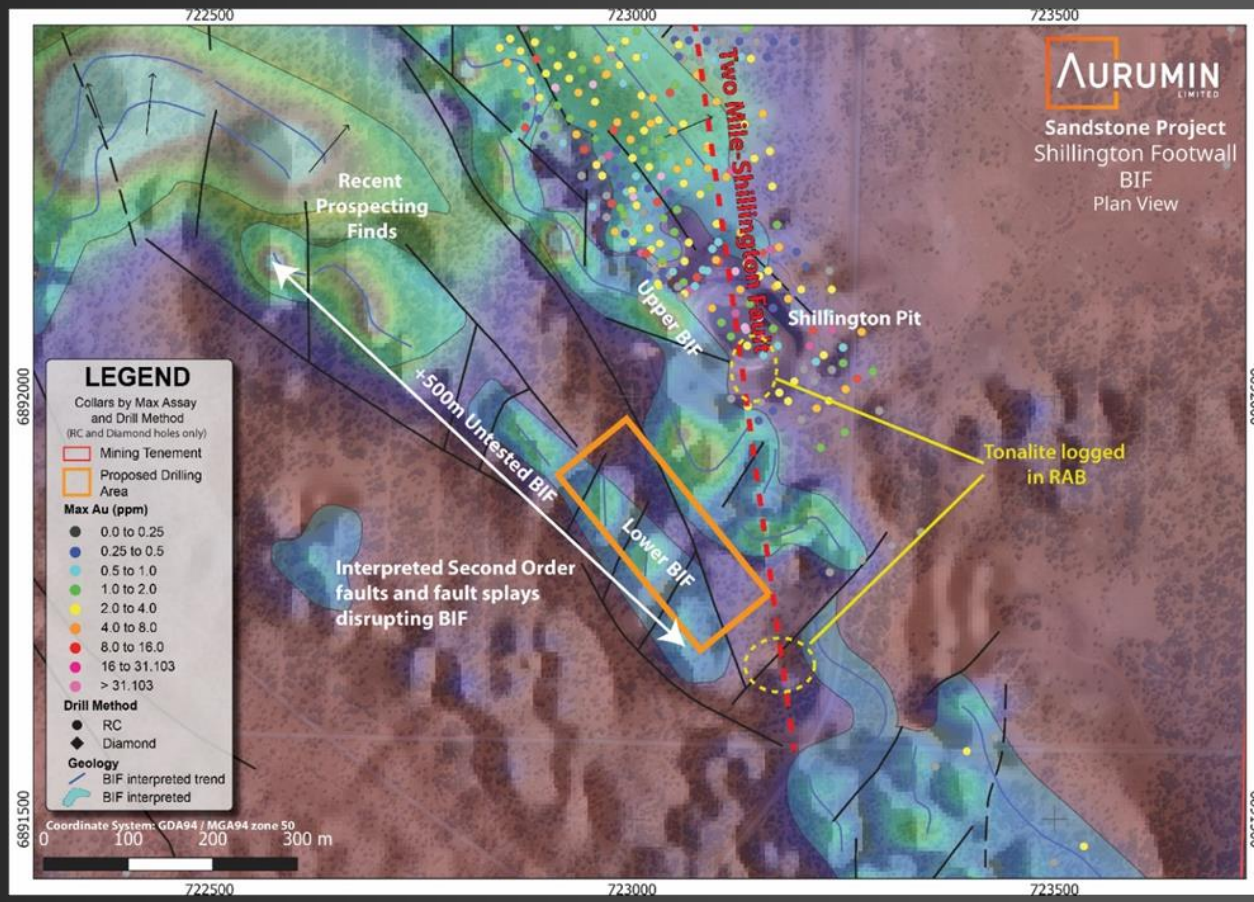 722500
723000
723500
AURUMIN
LIMITED
Sandstone Project
Shillington Footwall
BIF
Plan View
Two Mile-Shillington Fault
Recent
Prospecting
Finds
Upper BIF
Shillington Pit
6892000
6892000
+500m Untested BIF
Tonalite logged
in RAB
Lower BIF
Interpreted Second Order
faults and fault splays
disrupting BIF
LEGEND
Collars by Max Assay
and Drill Method
(RC and Diamond holes only)
Mining Tenement
Proposed Drilling
Area
Max Au (ppm)
0.0 to 0.25
0.25 to 0.5
0.5 to 1.0
1.0 to 2.0
2.0 to 4.0
4.0 to 8.0
8.0 to 16.0
16 to 31.103
> 31.103
Drill Method
RC
Diamond
Geology
BIF interpreted trend
BIF interpreted
6891500
6891500
Coordinate System: GDA94 / MGA94 zone 50
0 100 200 300 m
722500
723000
723500